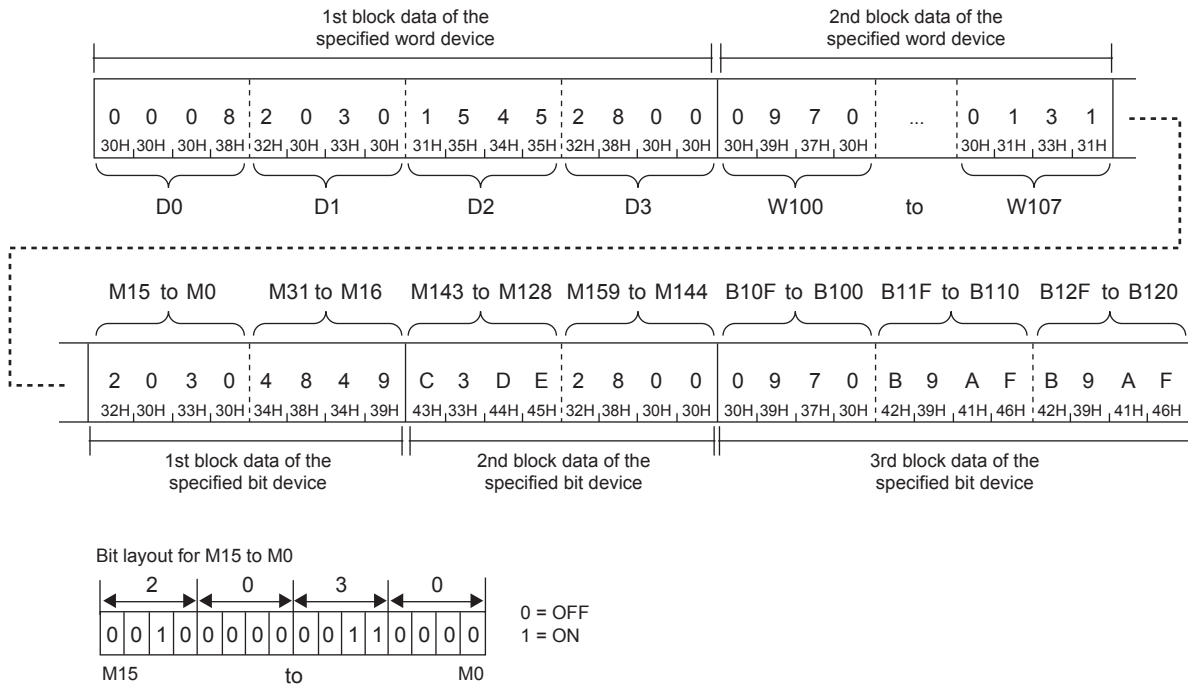 1st block data of the
specified word device
2nd block data of the
specified word device
0 0 0 8 2 0 3 0 1 5 4 5 2 8 0 0 0 9 7 0 ... 0 1 3 1
30H 30H 30H 38H 32H 30H 33H 30H 31H 35H 34H 35H 32H 38H 30H 30H 30H 39H 37H 30H 30H 31H 33H 31H
D0 D1 D2 D3 W100 to W107
M15 to M0 M31 to M16 M143 to M128 M159 to M144 B10F to B100 B11F to B110 B12F to B120
2 0 3 0 4 8 4 9 C 3 D E 2 8 0 0 0 9 7 0 B 9 A F B 9 A F
32H 30H 33H 30H 34H 38H 34H 39H 43H 33H 44H 45H 32H 38H 30H 30H 30H 39H 37H 30H 42H 39H 41H 46H 42H 39H 41H 46H
1st block data of the
specified bit device
2nd block data of the
specified bit device
3rd block data of the
specified bit device
Bit layout for M15 to M0
2 0 3 0
0 0 1 0 0 0 0 0 0 0 1 1 0 0 0 0
0 = OFF
1 = ON
M15 to M0